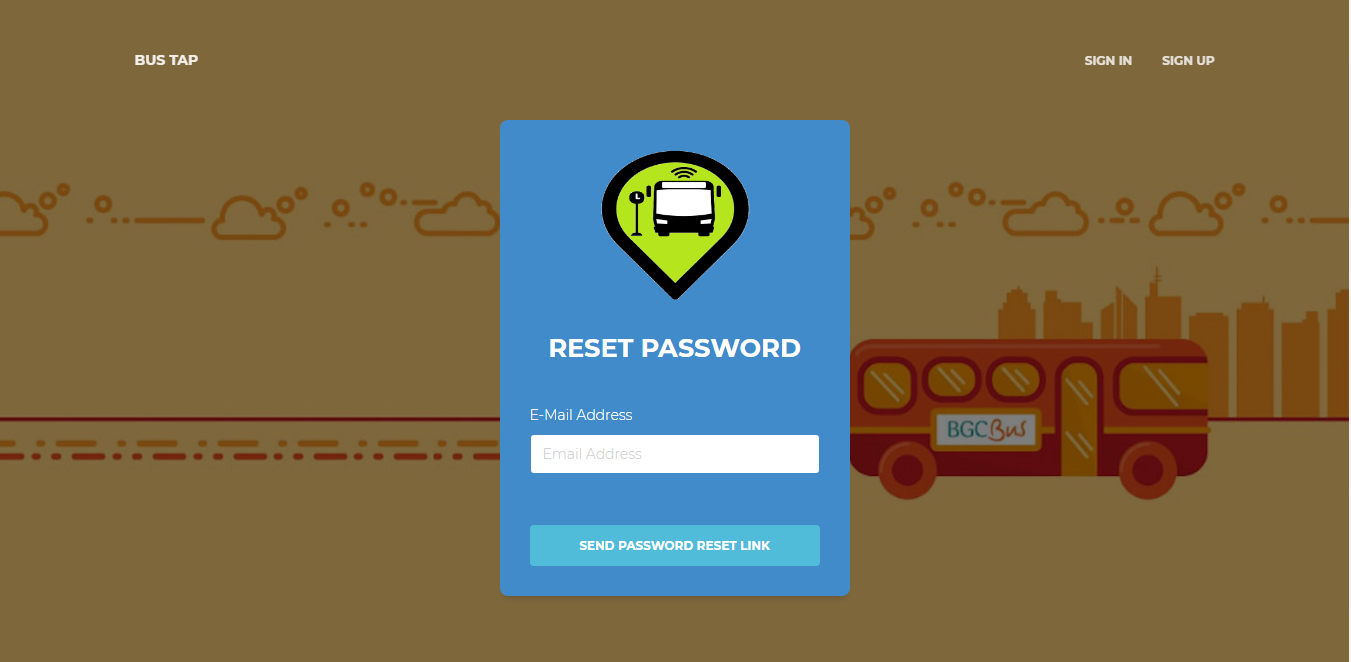 BUS TAP
SIGN IN
SIGN UP
RESET PASSWORD
E-Mail Address
Email Address
BGCBus
SEND PASSWORD RESET LINK